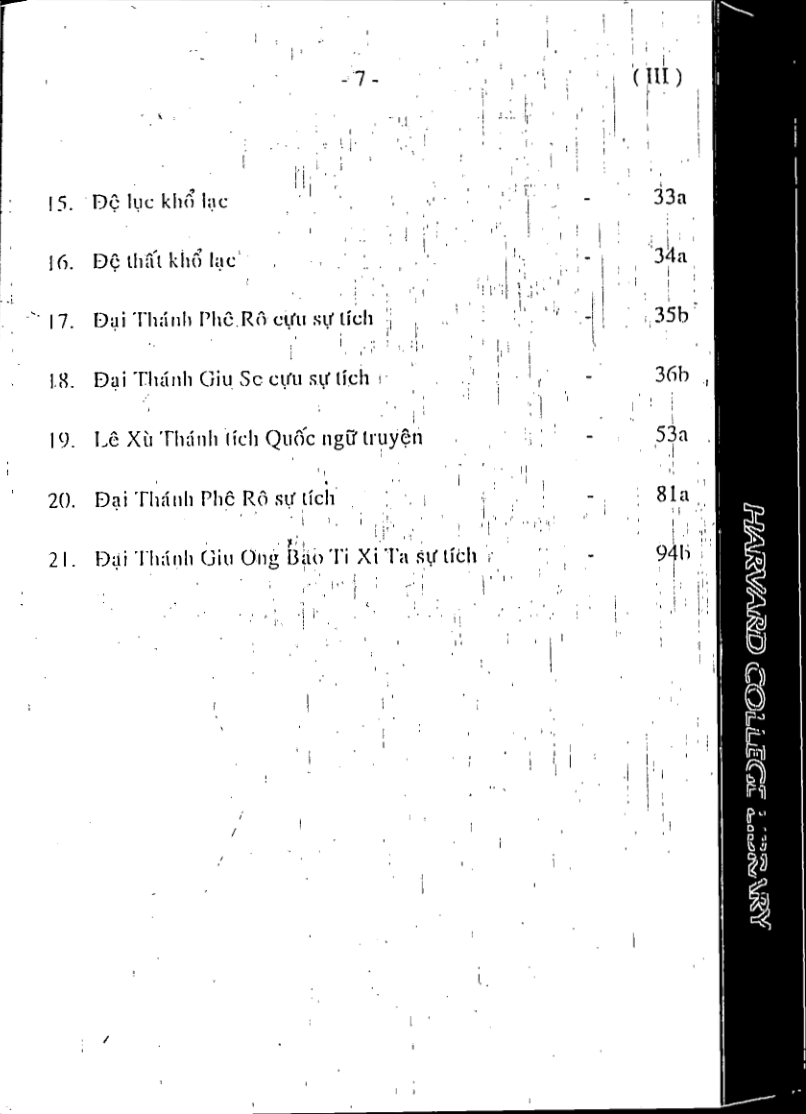 - 7 - ( III )
15. Đệ lục khổ lạc - 33a
16. Đệ thất khổ lạc - 34a
17. Đại Thánh Phê Rô cựu sự tích - 35b
18. Đại Thánh Giu Se cựu sự tích - 36b
19. Lê Xù Thánh tích Quốc ngữ truyện - 53a
20. Đại Thánh Phê Rô sự tích - 81a
21. Đại Thánh Giu Ong Bảo Ti Xi Ta sự tích - 94b
HARVARD COLLEGE LIBRARY